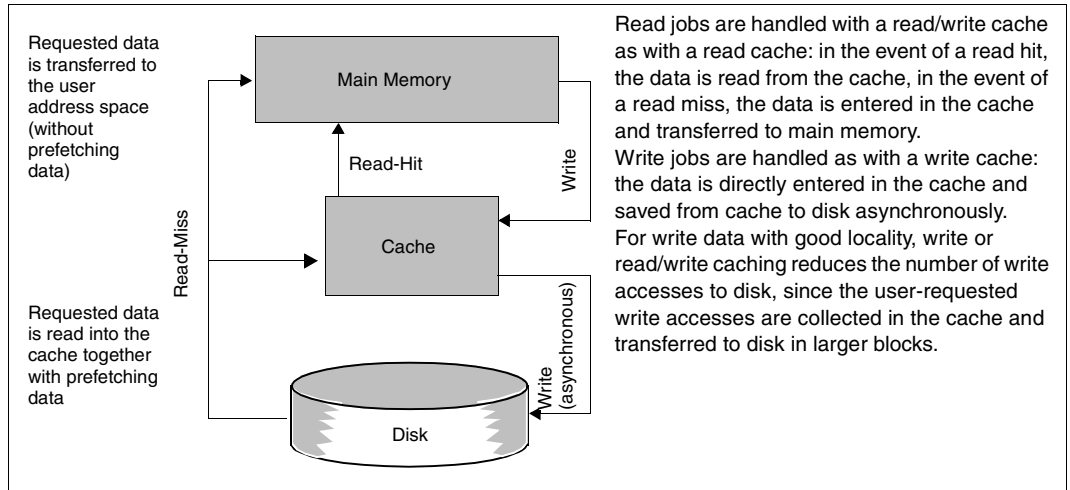 Requested data
is transferred to
the user
address space
(without
prefetching
data)
Main Memory
Read-Hit
Write
Cache
Read-Miss
Requested data
is read into the
cache together
with prefetching
data
Write
(asynchronous)
Disk
Read jobs are handled with a read/write cache
as with a read cache: in the event of a read hit,
the data is read from the cache, in the event of
a read miss, the data is entered in the cache
and transferred to main memory.
Write jobs are handled as with a write cache:
the data is directly entered in the cache and
saved from cache to disk asynchronously.
For write data with good locality, write or
read/write caching reduces the number of write
accesses to disk, since the user-requested
write accesses are collected in the cache and
transferred to disk in larger blocks.